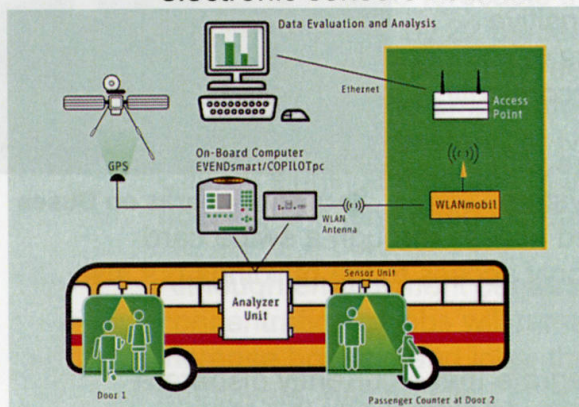 Data Evaluation and Analysis
Ethernet
Access
Point
GPS
On-Board Computer
EVENDsmart/COPILOTpc
WLAN
Antenna
WLANmobil
Sensor Unit
Analyzer
Unit
Door 1
Passenger Counter at Door 2